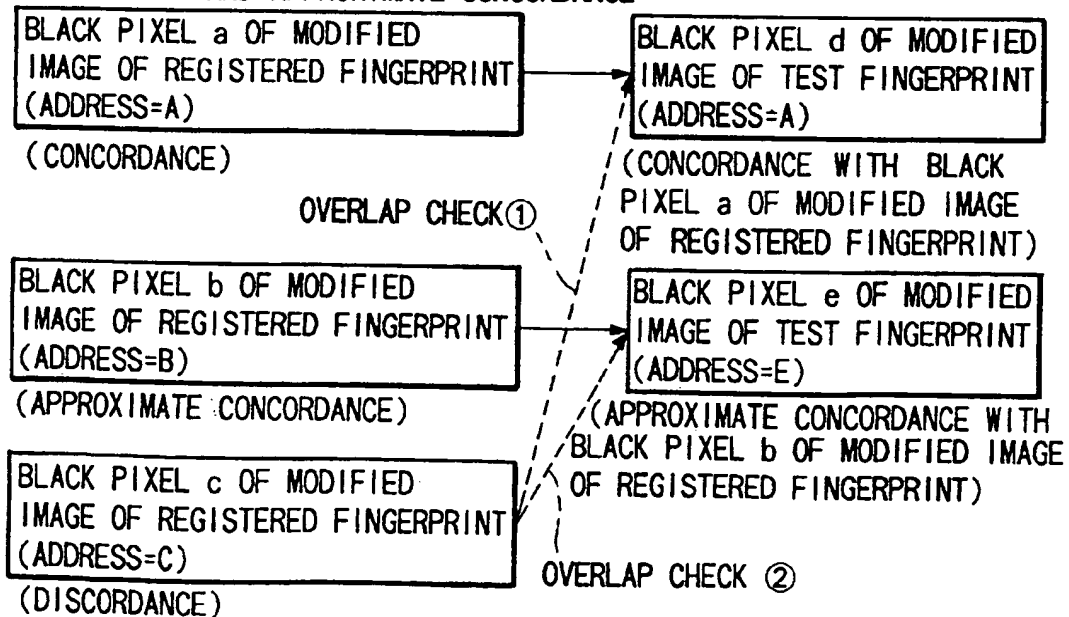 BLACK PIXEL a OF MODIFIED
IMAGE OF REGISTERED FINGERPRINT
(ADDRESS=A)
(CONCORDANCE)
BLACK PIXEL d OF MODIFIED
IMAGE OF TEST FINGERPRINT
(ADDRESS=A)
(CONCORDANCE WITH BLACK
PIXEL a OF MODIFIED IMAGE
OF REGISTERED FINGERPRINT)
OVERLAP CHECK①
BLACK PIXEL b OF MODIFIED
IMAGE OF REGISTERED FINGERPRINT
(ADDRESS=B)
(APPROXIMATE CONCORDANCE)
BLACK PIXEL e OF MODIFIED
IMAGE OF TEST FINGERPRINT
(ADDRESS=E)
(APPROXIMATE CONCORDANCE WITH
BLACK PIXEL b OF MODIFIED IMAGE
OF REGISTERED FINGERPRINT)
BLACK PIXEL c OF MODIFIED
IMAGE OF REGISTERED FINGERPRINT
(ADDRESS=C)
(DISCORDANCE)
OVERLAP CHECK ②